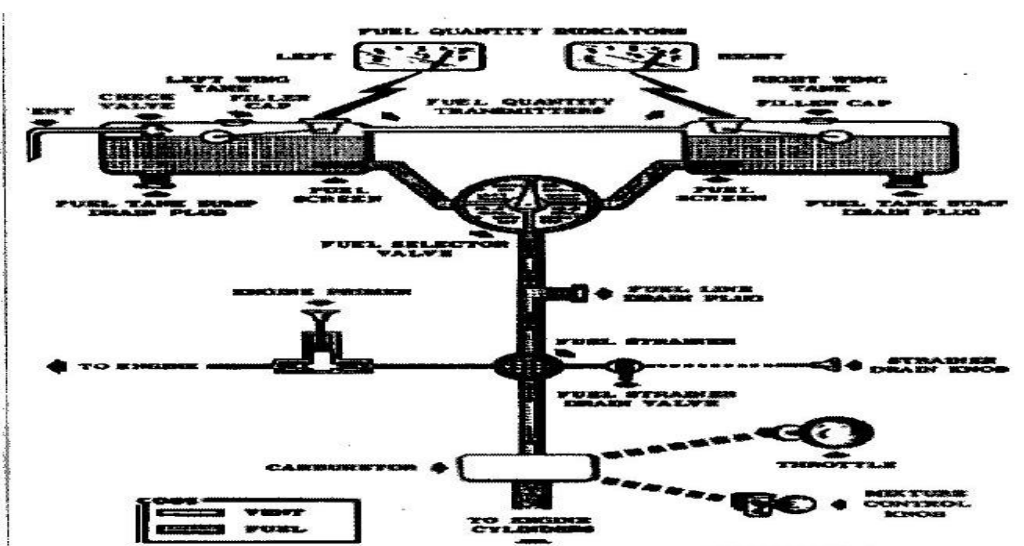 FUEL QUANTITY INDICATORS
LEFT
RIGHT
LEFT WING
TANK
RIGHT WING
TANK
CHECK
VALVE
FILLER
CAP
FUEL QUANTITY
TRANSMITTERS
FILLER CAP
ENT
FUEL
SCREEN
FUEL
SCREEN
FUEL TANK SUMP
DRAIN PLUG
FUEL TANK SUMP
DRAIN PLUG
FUEL SELECTOR
VALVE
ENGINE PRIMER
FUEL LINE
DRAIN PLUG
FUEL STRAINER
TO ENGINE
STRAINER
DRAIN KNOB
FUEL STRAINER
DRAIN VALVE
CARBURETOR
THROTTLE
MIXTURE
CONTROL
KNOB
CODE
VENT
FUEL
TO ENGINE
CYLINDERS